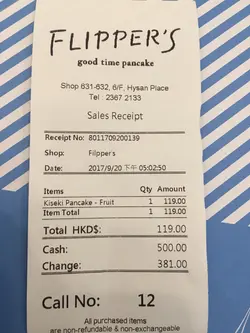 FLIPPER'S
good time pancake
Shop 631-632, 6/F, Hysan Place
Tel : 2367 2133
Sales Receipt
Receipt No: 8011709200139
Shop: Flipper's
Date: 2017/9/20 下午 05:02:50
Items Qty Amount
Kiseki Pancake - Fruit 1 119.00
Item Total 1 119.00
Total HKD$: 119.00
Cash: 500.00
Change: 381.00
Call No: 12
All purchased items
are non-refundable & non-exchangeable